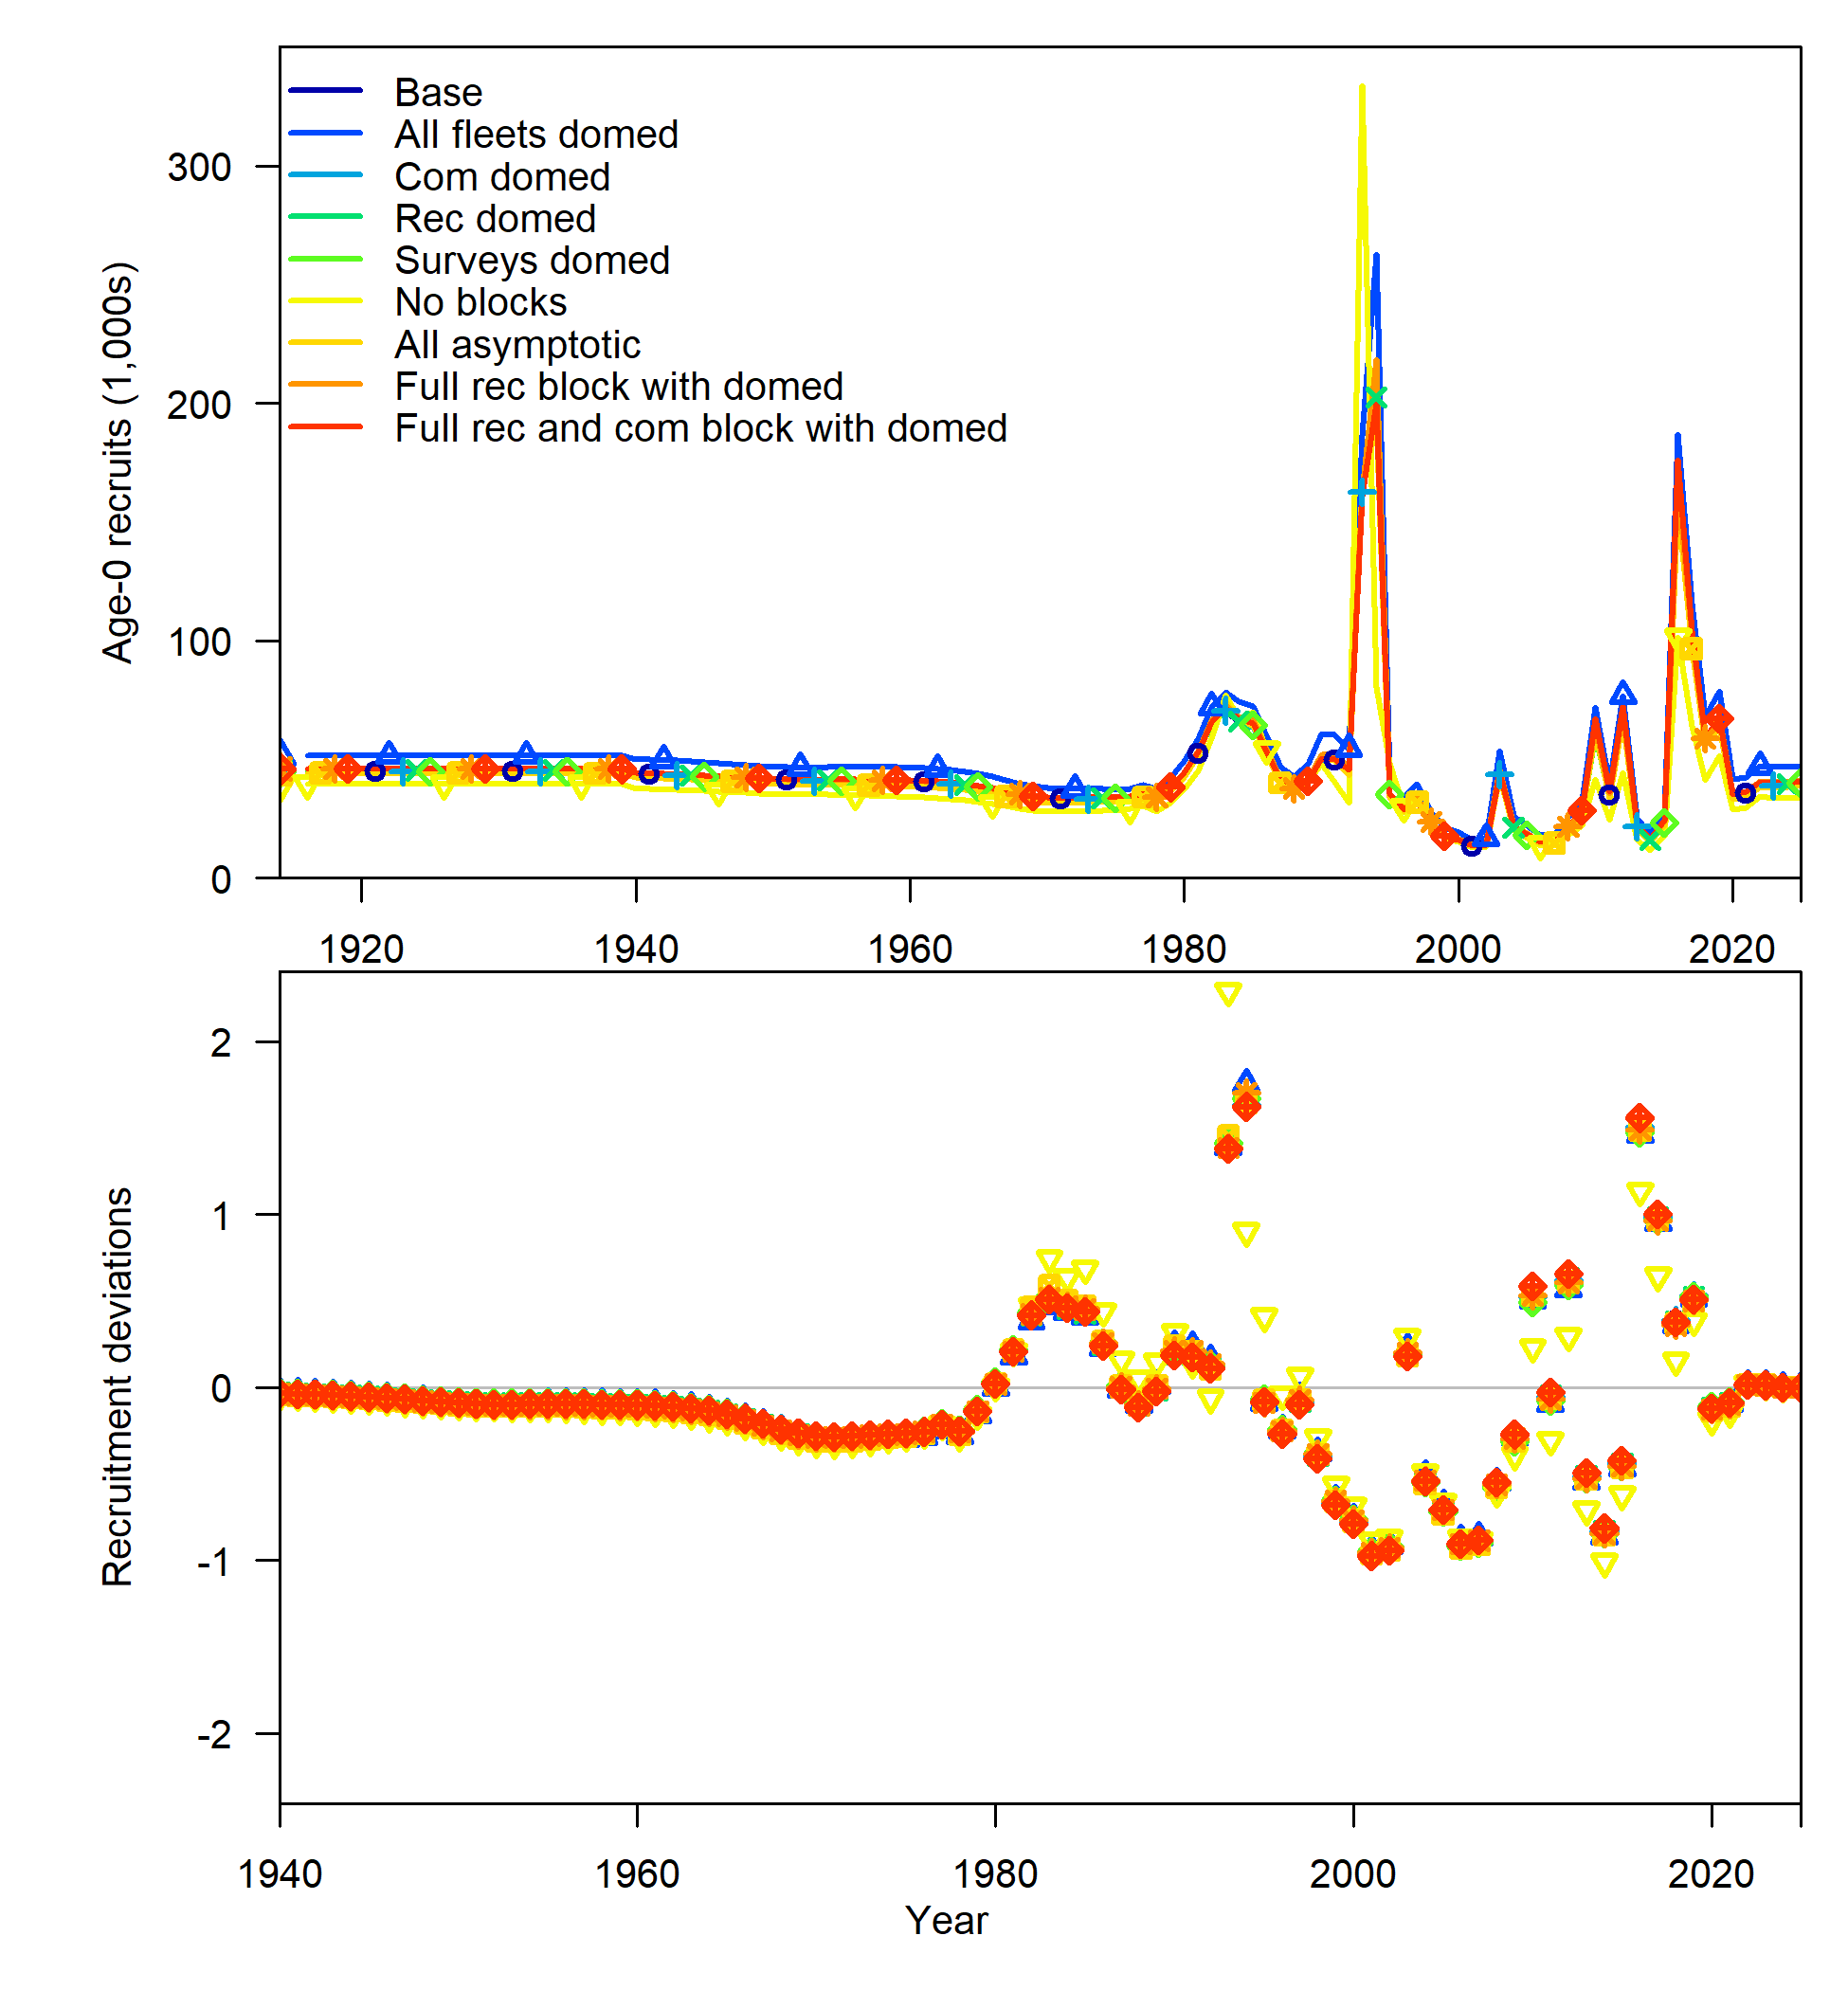 Base
All fleets domed
Com domed
Rec domed
Surveys domed
No blocks
All asymptotic
Full rec block with domed
Full rec and com block with domed
Age-0 recruits (1,000s)
300
200
100
0
1920 1940 1960 1980 2000 2020
Recruitment deviations
2
1
0
-1
-2
1940 1960 1980 2000 2020
Year